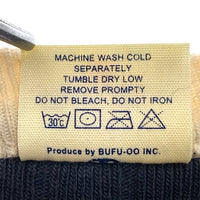 MACHINE WASH COLD
SEPARATELY
TUMBLE DRY LOW
REMOVE PROMPTY
DO NOT BLEACH, DO NOT IRON
30°C
Produce by BUFU-OO INC.